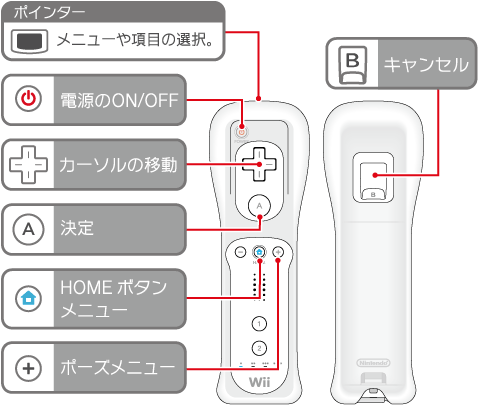 ポインター
メニューや項目の選択。
電源のON/OFF
カーソルの移動
A
決定
HOME ボタン
メニュー
ポーズメニュー
B
キャンセル
A
1
2
Wii
B
Nintendo